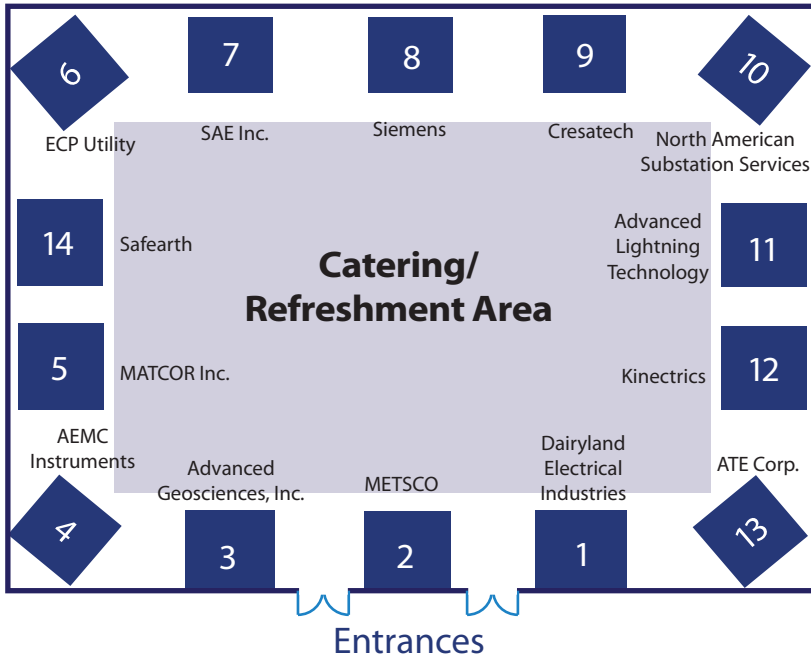 6
7
8
9
10
ECP Utility
SAE Inc.
Siemens
Cresatech
North American
Substation Services
14
Safearth
Catering/
Refreshment Area
Advanced
Lightning
Technology
11
5
MATCOR Inc.
Kinectrics
12
AEMC
Instruments
Advanced
Geosciences, Inc.
METSCO
Dairyland
Electrical
Industries
ATE Corp.
4
3
2
1
13
Entrances